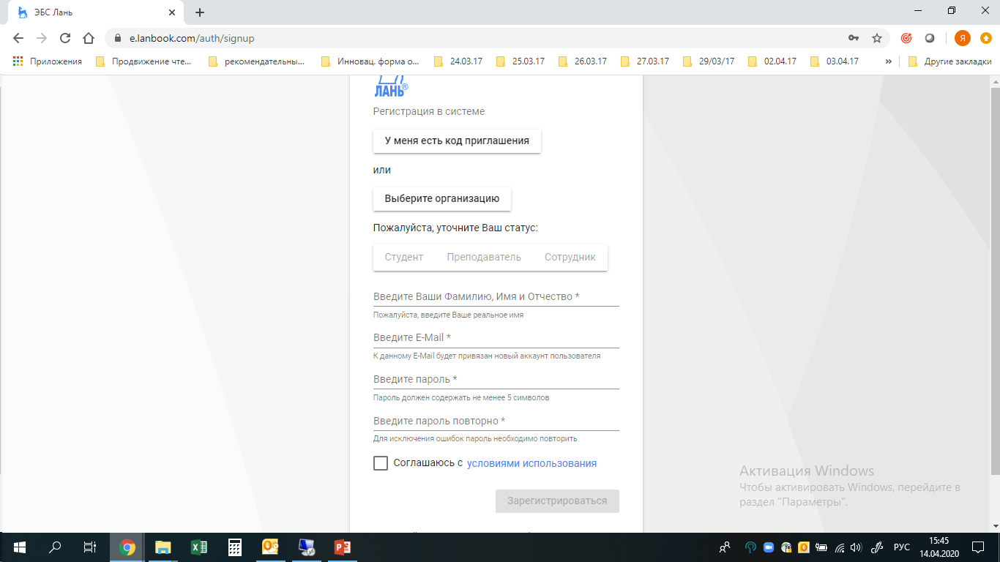 ЭБС Лань
e.lanbook.com/auth/signup
Я
Приложения
Продвижение чте...
рекомендательны...
Инновац. форма о...
24.03.17
25.03.17
26.03.17
27.03.17
29/03/17
02.04.17
03.04.17
»
Другие закладки
ЛАНЬ®
Регистрация в системе
У меня есть код приглашения
или
Выберите организацию
Пожалуйста, уточните Ваш статус:
Студент Преподаватель Сотрудник
Введите Ваши Фамилию, Имя и Отчество *
Пожалуйста, введите Ваше реальное имя
Введите E-Mail *
К данному E-Mail будет привязан новый аккаунт пользователя
Введите пароль *
Пароль должен содержать не менее 5 символов
Введите пароль повторно *
Для исключения ошибок пароль необходимо повторить
Соглашаюсь с условиями использования
Зарегистрироваться
Активация Windows
Чтобы активировать Windows, перейдите в
раздел "Параметры".
РУС
15:45
14.04.2020